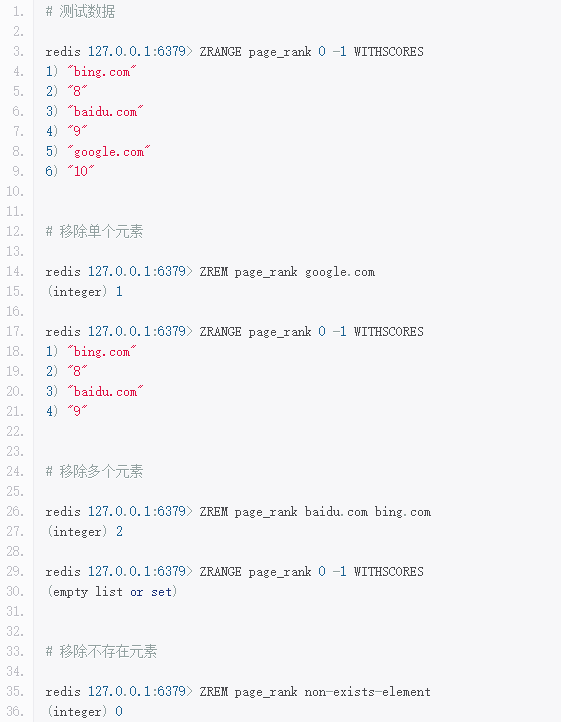 1. # 测试数据
2.
3. redis 127.0.0.1:6379> ZRANGE page_rank 0 -1 WITHSCORES
4. 1) "bing.com"
5. 2) "8"
6. 3) "baidu.com"
7. 4) "9"
8. 5) "google.com"
9. 6) "10"
10.
11.
12. # 移除单个元素
13.
14. redis 127.0.0.1:6379> ZREM page_rank google.com
15. (integer) 1
16.
17. redis 127.0.0.1:6379> ZRANGE page_rank 0 -1 WITHSCORES
18. 1) "bing.com"
19. 2) "8"
20. 3) "baidu.com"
21. 4) "9"
22.
23.
24. # 移除多个元素
25.
26. redis 127.0.0.1:6379> ZREM page_rank baidu.com bing.com
27. (integer) 2
28.
29. redis 127.0.0.1:6379> ZRANGE page_rank 0 -1 WITHSCORES
30. (empty list or set)
31.
32.
33. # 移除不存在元素
34.
35. redis 127.0.0.1:6379> ZREM page_rank non-exists-element
36. (integer) 0